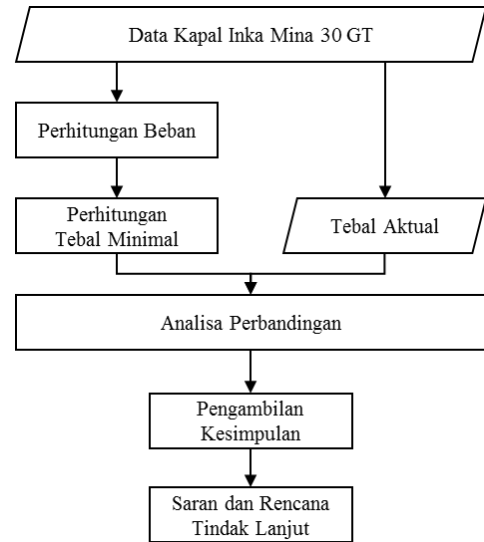 Data Kapal Inka Mina 30 GT
Perhitungan Beban
Perhitungan
Tebal Minimal
Tebal Aktual
Analisa Perbandingan
Pengambilan
Kesimpulan
Saran dan Rencana
Tindak Lanjut